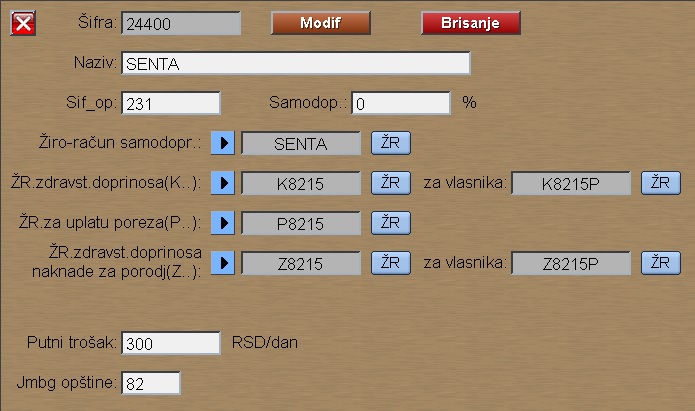 Šifra: 24400 Modif Brisanje
Naziv: SENTA
Sif_op: 231 Samodop.: 0 %
Žiro-račun samodopr.: SENTA ŽR
ŽR.zdravst.doprinosa(K..): K8215 ŽR za vlasnika: K8215P ŽR
ŽR.za uplatu poreza(P..): P8215 ŽR
ŽR.zdravst.doprinosa
naknade za porodj(Z..): Z8215 ŽR za vlasnika: Z8215P ŽR
Putni trošak: 300 RSD/dan
Jmbg opštine: 82